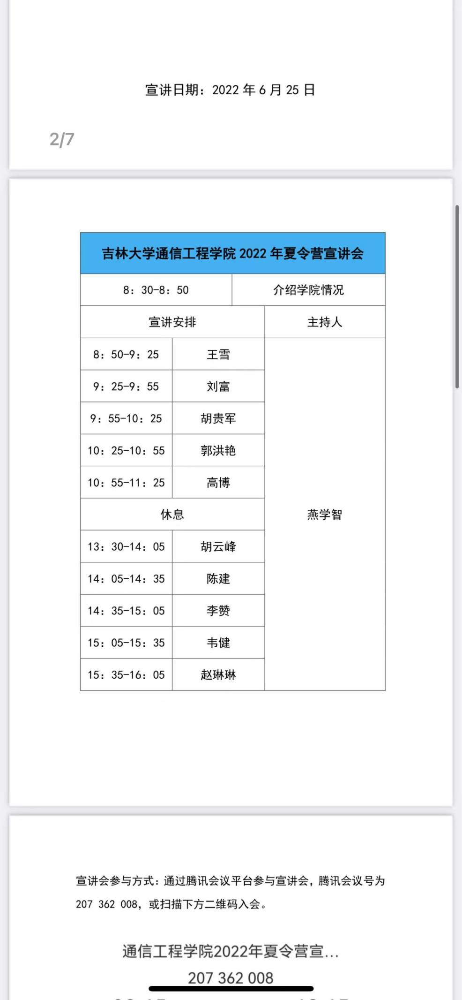 宣讲日期：2022 年 6 月 25 日
2/7
吉林大学通信工程学院 2022 年夏令营宣讲会
8：30-8：50 介绍学院情况
宣讲安排 主持人
8：50-9：25 王雪
9：25-9：55 刘富
9：55-10：25 胡贵军
10：25-10：55 郭洪艳
10：55-11：25 高博
休息 燕学智
13：30-14：05 胡云峰
14：05-14：35 陈建
14：35-15：05 李赞
15：05-15：35 韦健
15：35-16：05 赵琳琳
宣讲会参与方式：通过腾讯会议平台参与宣讲会，腾讯会议号为
207 362 008，或扫描下方二维码入会。
通信工程学院2022年夏令营宣...
207 362 008